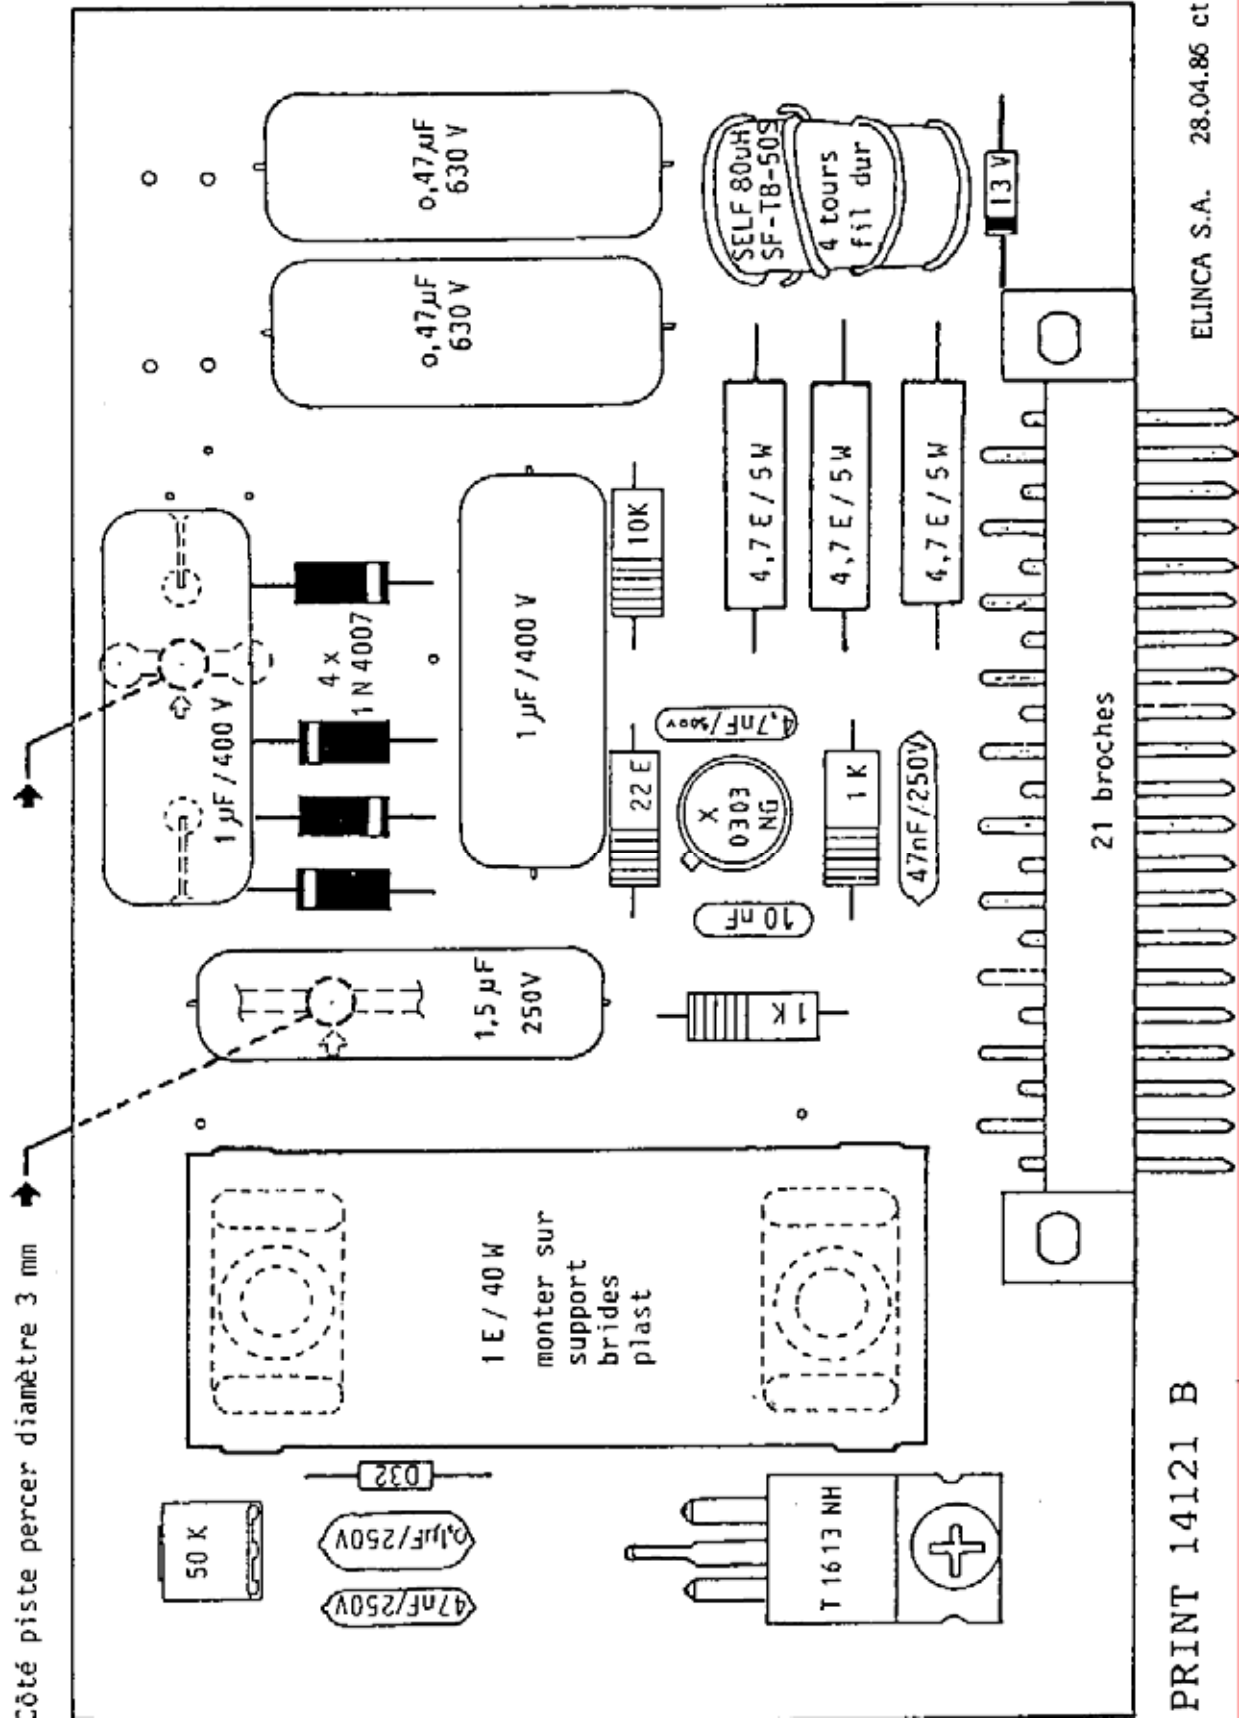 Côté piste percer diamètre 3 mm
50 K
47nF/250V
0,1µF/250V
D32
T 1613 NH
1 E / 40 W
monter sur
support
brides
plast
1,5 µF
250V
1 K
10 nF
1 µF / 400 V
4 x
1 N 4007
1 µF / 400 V
22 E
X
0303
NG
4,7nF/500V
1 K
47nF/250V
10K
4,7 E / 5 W
4,7 E / 5 W
4,7 E / 5 W
0,47µF
630 V
0,47µF
630 V
SELF 80uH
SF-TB-50S
4 tours
fil dur
13 V
21 broches
PRINT 14121 B
ELINCA S.A. 28.04.86 ct